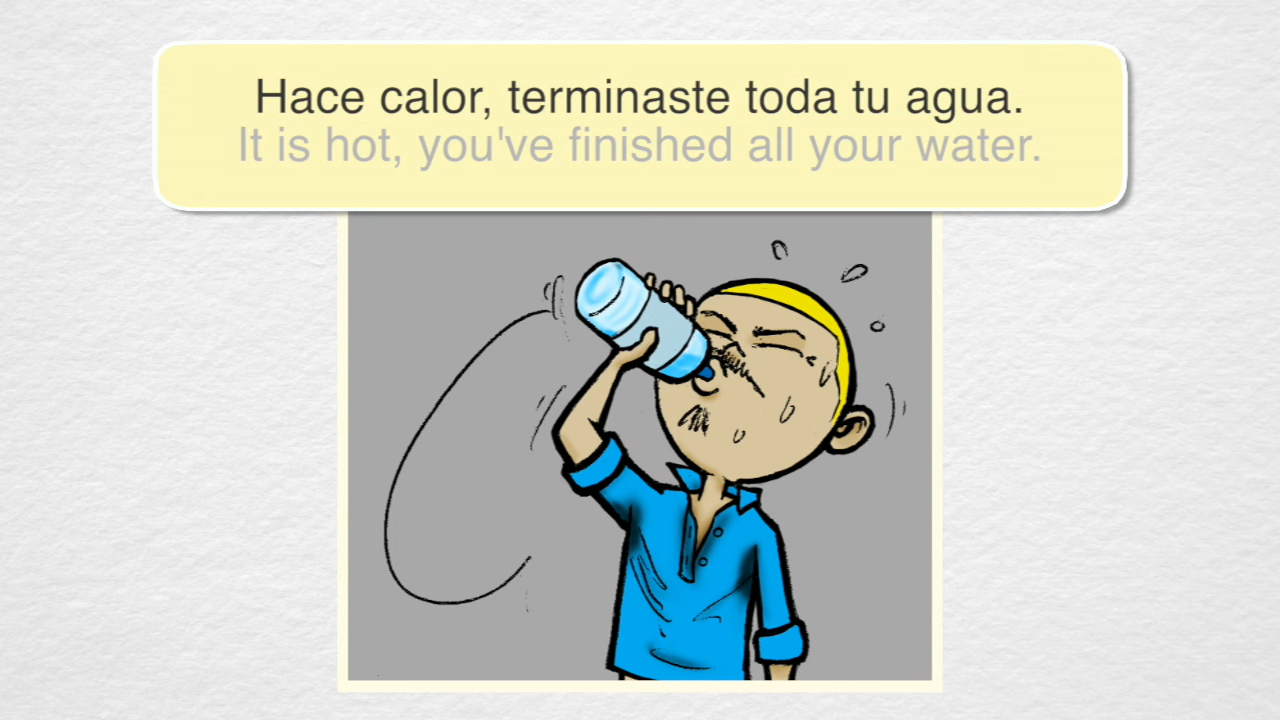 Hace calor, terminaste toda tu agua.
It is hot, you've finished all your water.